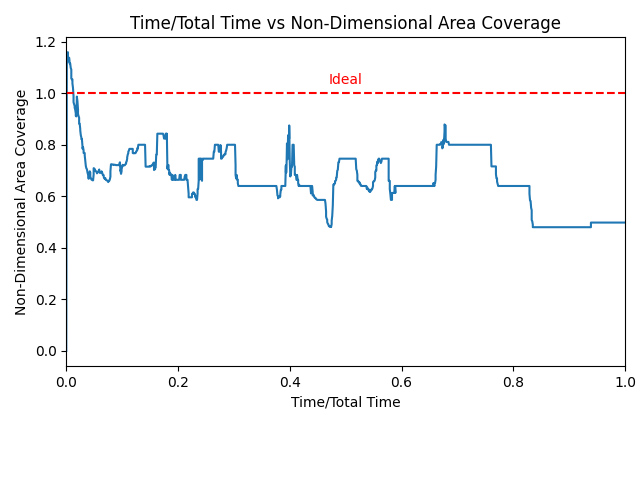 Time/Total Time vs Non-Dimensional Area Coverage
Non-Dimensional Area Coverage
1.2
1.0
0.8
0.6
0.4
0.2
0.0
Ideal
0.0 0.2 0.4 0.6 0.8 1.0
Time/Total Time